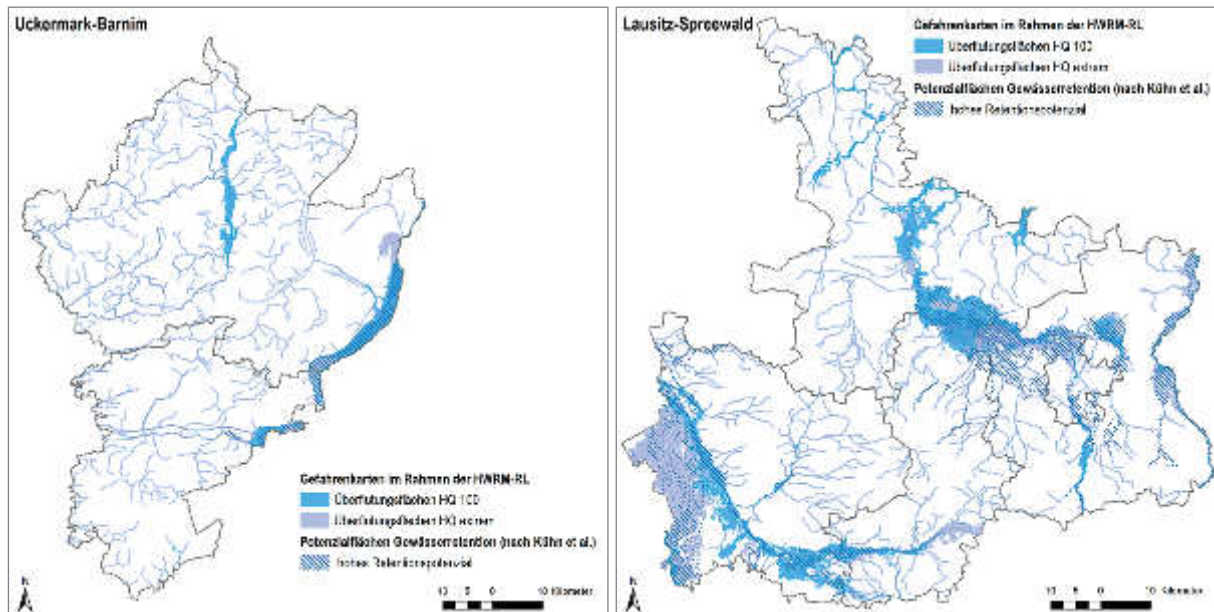 Uckermark-Barnim
Gefahrenkarten im Rahmen der HWRM-RL
Überflutungsflächen HQ 100
Überflutungsflächen HQ extrem
Potenzialflächen Gewässerretention (nach Kühn et al.)
hohes Retentionspotenzial
N
10 5 0 10 Kilometer
Lausitz-Spreewald
Gefahrenkarten im Rahmen der HWRM-RL
Überflutungsflächen HQ 100
Überflutungsflächen HQ extrem
Potenzialflächen Gewässerretention (nach Kühn et al.)
hohes Retentionspotenzial
N
10 5 0 10 Kilometer